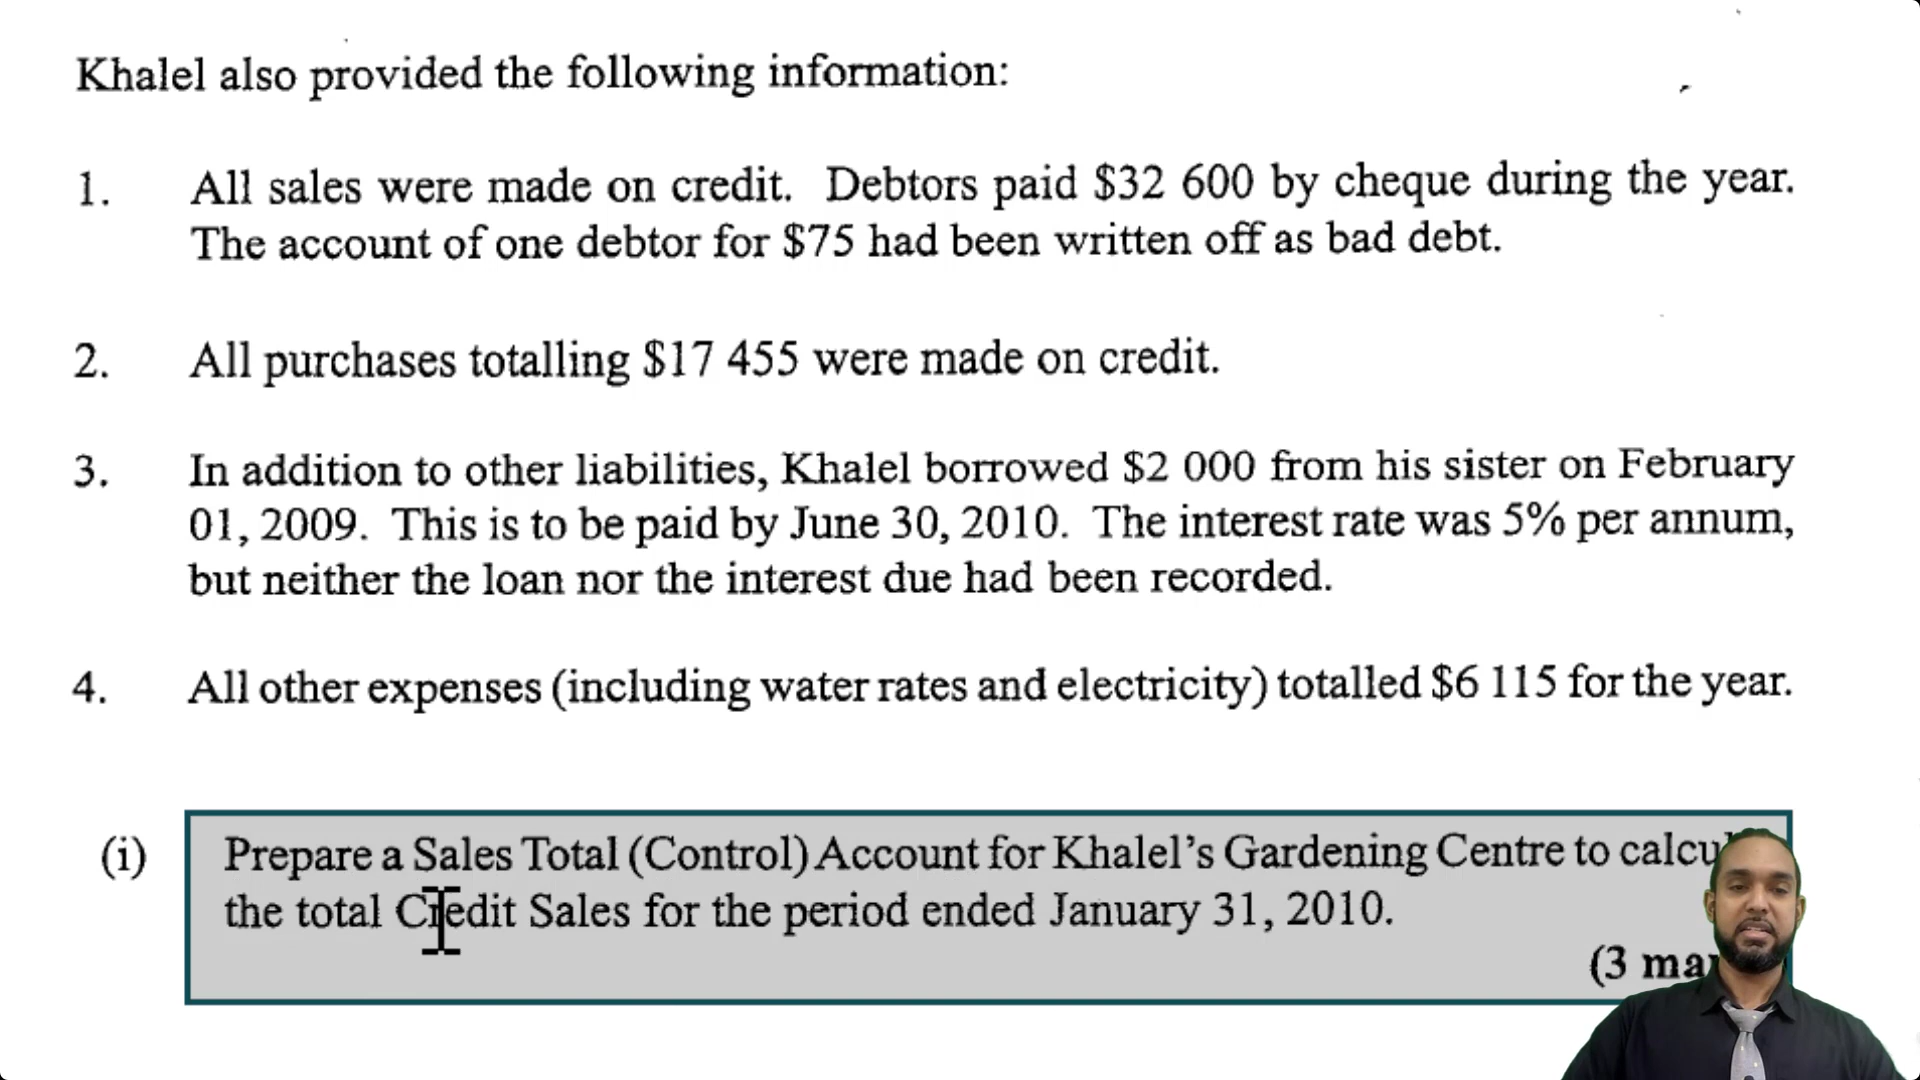 Khalel also provided the following information:
1. All sales were made on credit. Debtors paid $32 600 by cheque during the year.
The account of one debtor for $75 had been written off as bad debt.
2. All purchases totalling $17 455 were made on credit.
3. In addition to other liabilities, Khalel borrowed $2 000 from his sister on February
01, 2009. This is to be paid by June 30, 2010. The interest rate was 5% per annum,
but neither the loan nor the interest due had been recorded.
4. All other expenses (including water rates and electricity) totalled $6 115 for the year.
(i) Prepare a Sales Total (Control) Account for Khalel's Gardening Centre to
the total Credit Sales for the period ended January 31, 2010.
(3